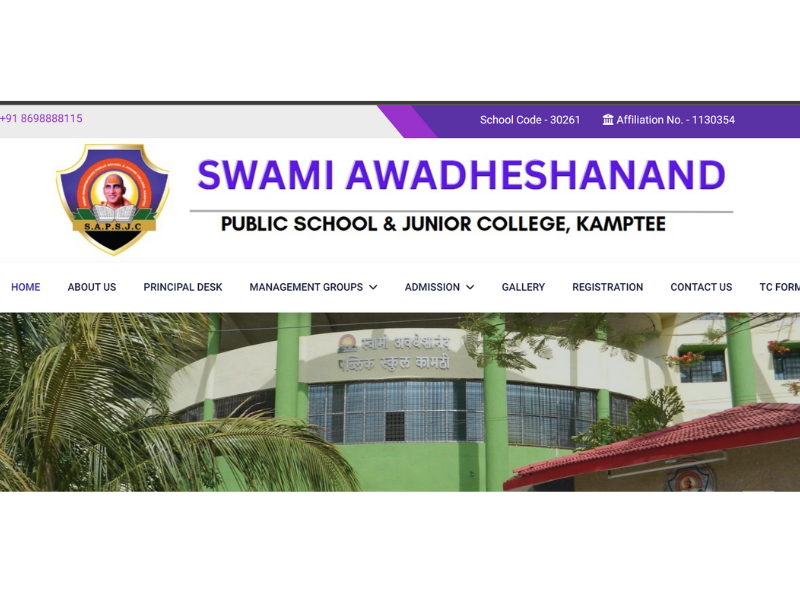 +91 8698888115
School Code - 30261
Affiliation No. - 1130354
S.A.P.S.J.C
SWAMI AWADHESHANAND
PUBLIC SCHOOL & JUNIOR COLLEGE, KAMPTEE
HOME ABOUT US PRINCIPAL DESK MANAGEMENT GROUPS ADMISSION GALLERY REGISTRATION CONTACT US TC FORM
स्वामी अवधेशानंद
पब्लिक स्कुल कामठी